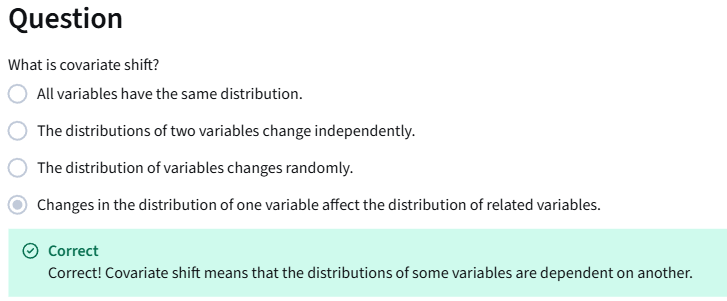 Question
What is covariate shift?
All variables have the same distribution.
The distributions of two variables change independently.
The distribution of variables changes randomly.
Changes in the distribution of one variable affect the distribution of related variables.
Correct
Correct! Covariate shift means that the distributions of some variables are dependent on another.